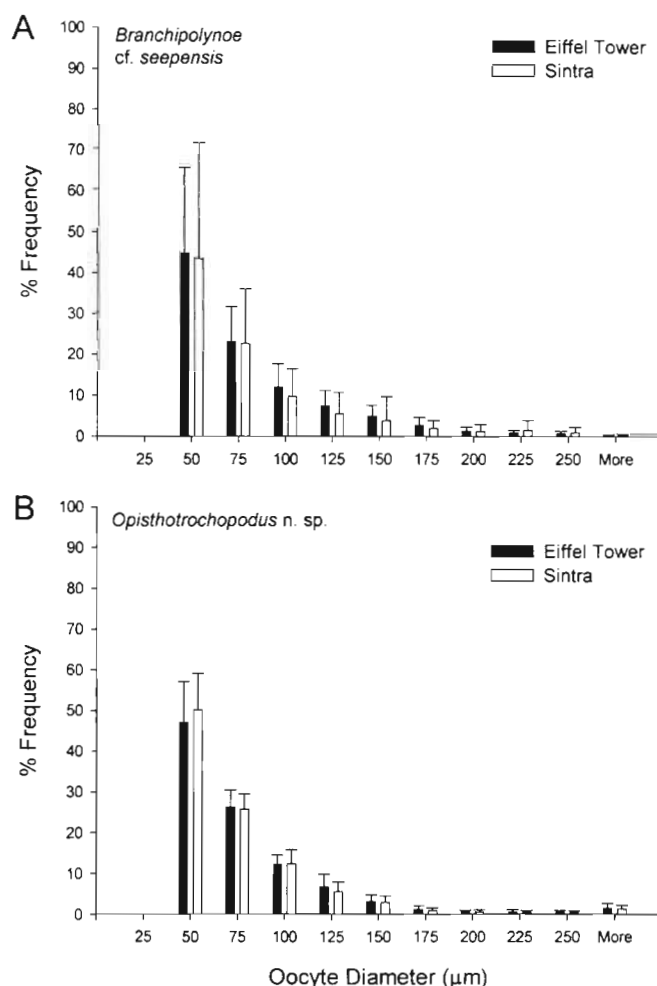 A
Branchipolynoe
cf. seepensis
Eiffel Tower
Sintra
% Frequency
100
90
80
70
60
50
40
30
20
10
0
25 50 75 100 125 150 175 200 225 250 More
B
Opisthotrochopodus n. sp.
Eiffel Tower
Sintra
% Frequency
100
90
80
70
60
50
40
30
20
10
0
25 50 75 100 125 150 175 200 225 250 More
Oocyte Diameter (µm)